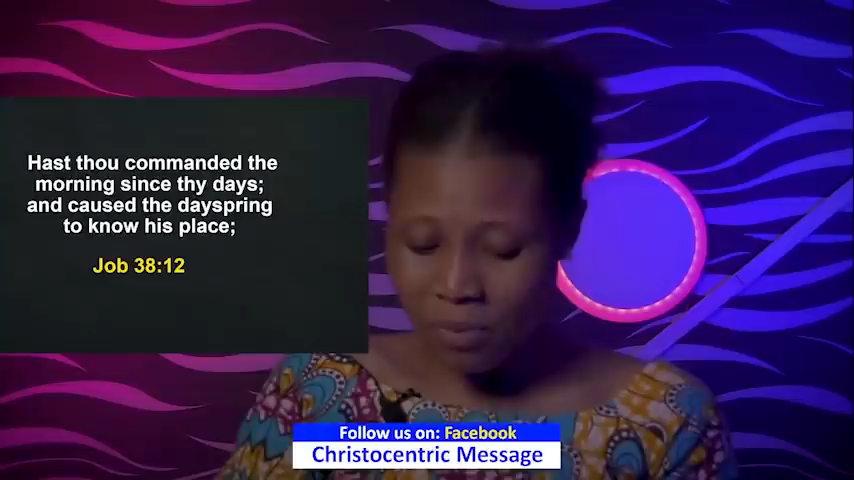 Hast thou commanded the
morning since thy days;
and caused the dayspring
to know his place;
Job 38:12
Follow us on: Facebook
Christocentric Message